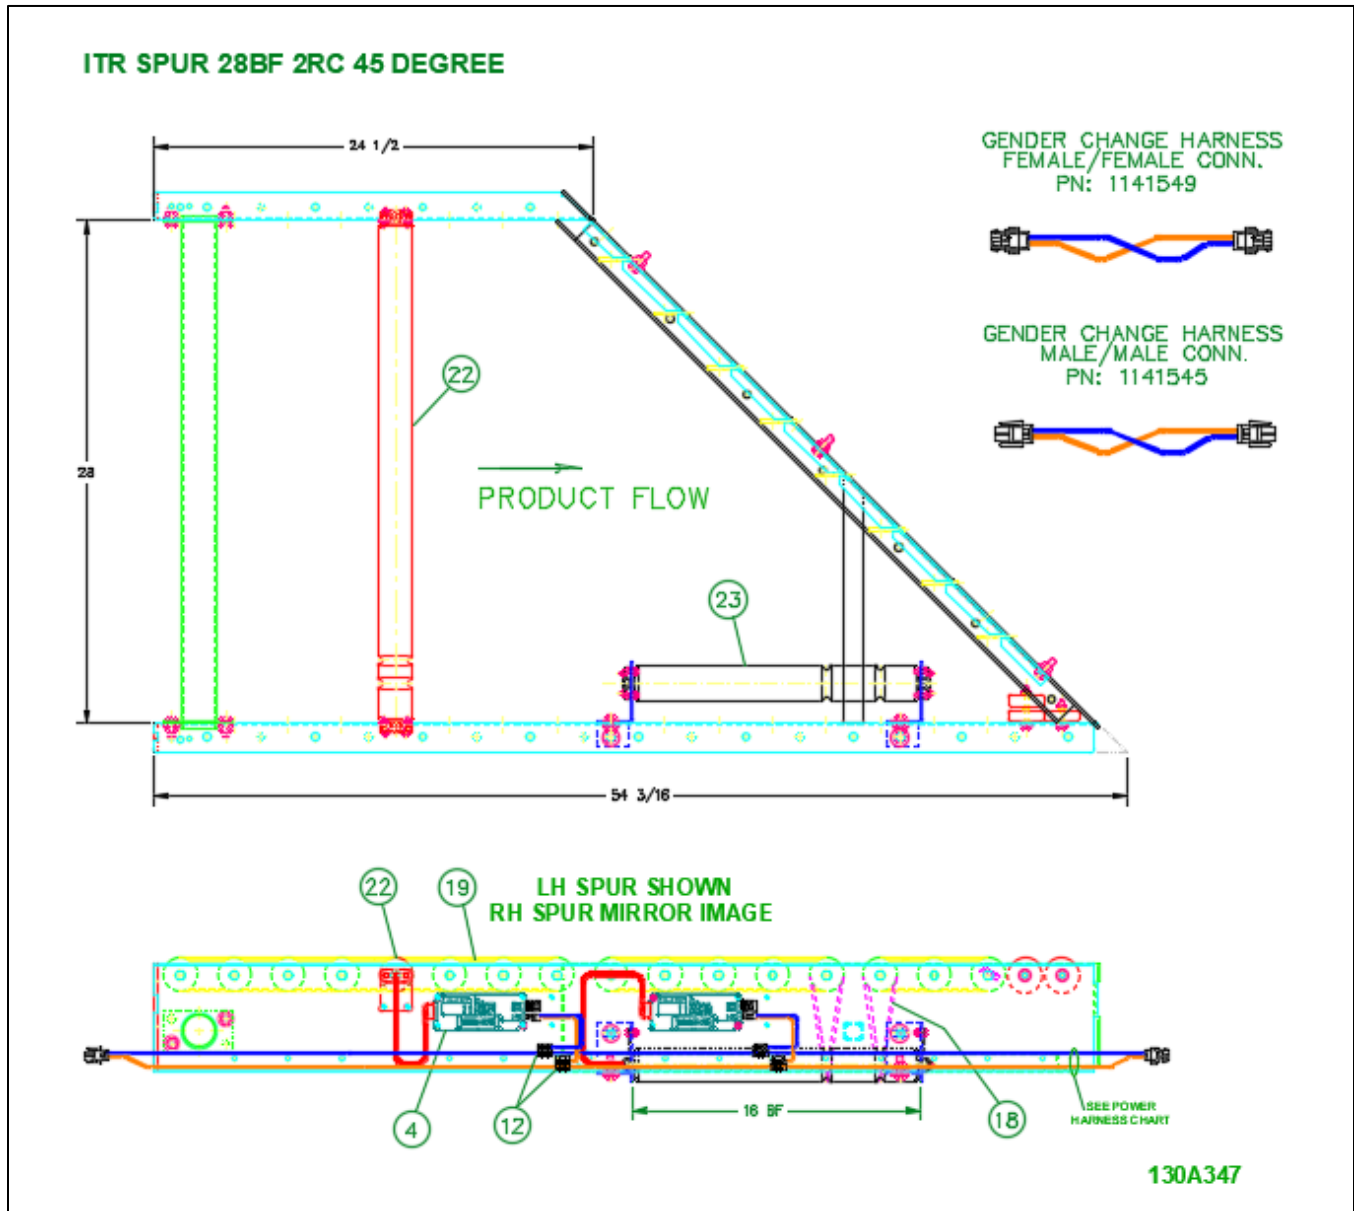 ITR SPUR 28BF 2RC 45 DEGREE
24 1/2
GENDER CHANGE HARNESS
FEMALE/FEMALE CONN.
PN: 1141549
GENDER CHANGE HARNESS
MALE/MALE CONN.
PN: 1141545
22
28
PRODUCT FLOW
23
54 3/16
22
19
LH SPUR SHOWN
RH SPUR MIRROR IMAGE
4
12
16 BF
18
SEE POWER
HARNESS CHART
130A347